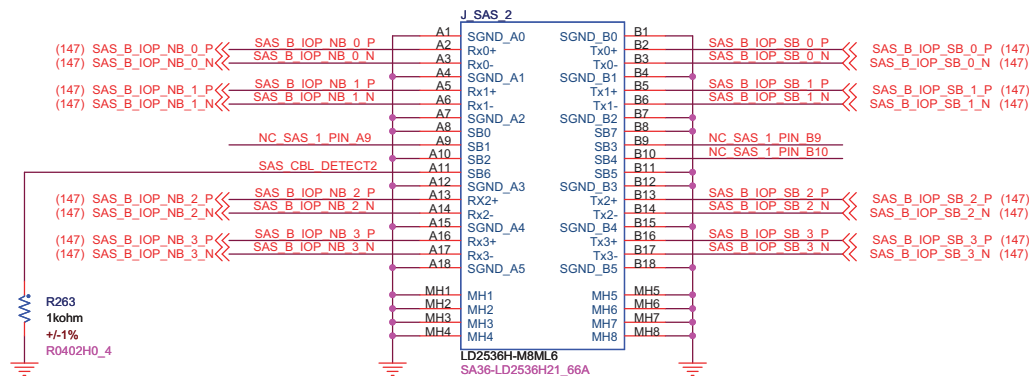 J_SAS_2
A1 SGND_A0 SGND_B0 B1
(147) SAS_B_IOP_NB_0_P SAS_B_IOP_NB_0_P A2 Rx0+ Tx0+ B2 SAS_B_IOP_SB_0_P SAS_B_IOP_SB_0_P (147)
(147) SAS_B_IOP_NB_0_N SAS_B_IOP_NB_0_N A3 Rx0- Tx0- B3 SAS_B_IOP_SB_0_N SAS_B_IOP_SB_0_N (147)
A4 SGND_A1 SGND_B1 B4
(147) SAS_B_IOP_NB_1_P SAS_B_IOP_NB_1_P A5 Rx1+ Tx1+ B5 SAS_B_IOP_SB_1_P SAS_B_IOP_SB_1_P (147)
(147) SAS_B_IOP_NB_1_N SAS_B_IOP_NB_1_N A6 Rx1- Tx1- B6 SAS_B_IOP_SB_1_N SAS_B_IOP_SB_1_N (147)
A7 SGND_A2 SGND_B2 B7
A8 SB0 SB7 B8
NC_SAS_1_PIN_A9 A9 SB1 SB3 B9 NC_SAS_1_PIN_B9
A10 SB2 SB4 B10 NC_SAS_1_PIN_B10
SAS_CBL_DETECT2 A11 SB6 SB5 B11
A12 SGND_A3 SGND_B3 B12
(147) SAS_B_IOP_NB_2_P SAS_B_IOP_NB_2_P A13 RX2+ Tx2+ B13 SAS_B_IOP_SB_2_P SAS_B_IOP_SB_2_P (147)
(147) SAS_B_IOP_NB_2_N SAS_B_IOP_NB_2_N A14 Rx2- Tx2- B14 SAS_B_IOP_SB_2_N SAS_B_IOP_SB_2_N (147)
A15 SGND_A4 SGND_B4 B15
(147) SAS_B_IOP_NB_3_P SAS_B_IOP_NB_3_P A16 Rx3+ Tx3+ B16 SAS_B_IOP_SB_3_P SAS_B_IOP_SB_3_P (147)
(147) SAS_B_IOP_NB_3_N SAS_B_IOP_NB_3_N A17 Rx3- Tx3- B17 SAS_B_IOP_SB_3_N SAS_B_IOP_SB_3_N (147)
A18 SGND_A5 SGND_B5 B18
MH1 MH1 MH5 MH5
MH2 MH2 MH6 MH6
MH3 MH3 MH7 MH7
MH4 MH4 MH8 MH8
R263
1kohm
+/-1%
R0402H0_4
LD2536H-M8ML6
SA36-LD2536H21_66A